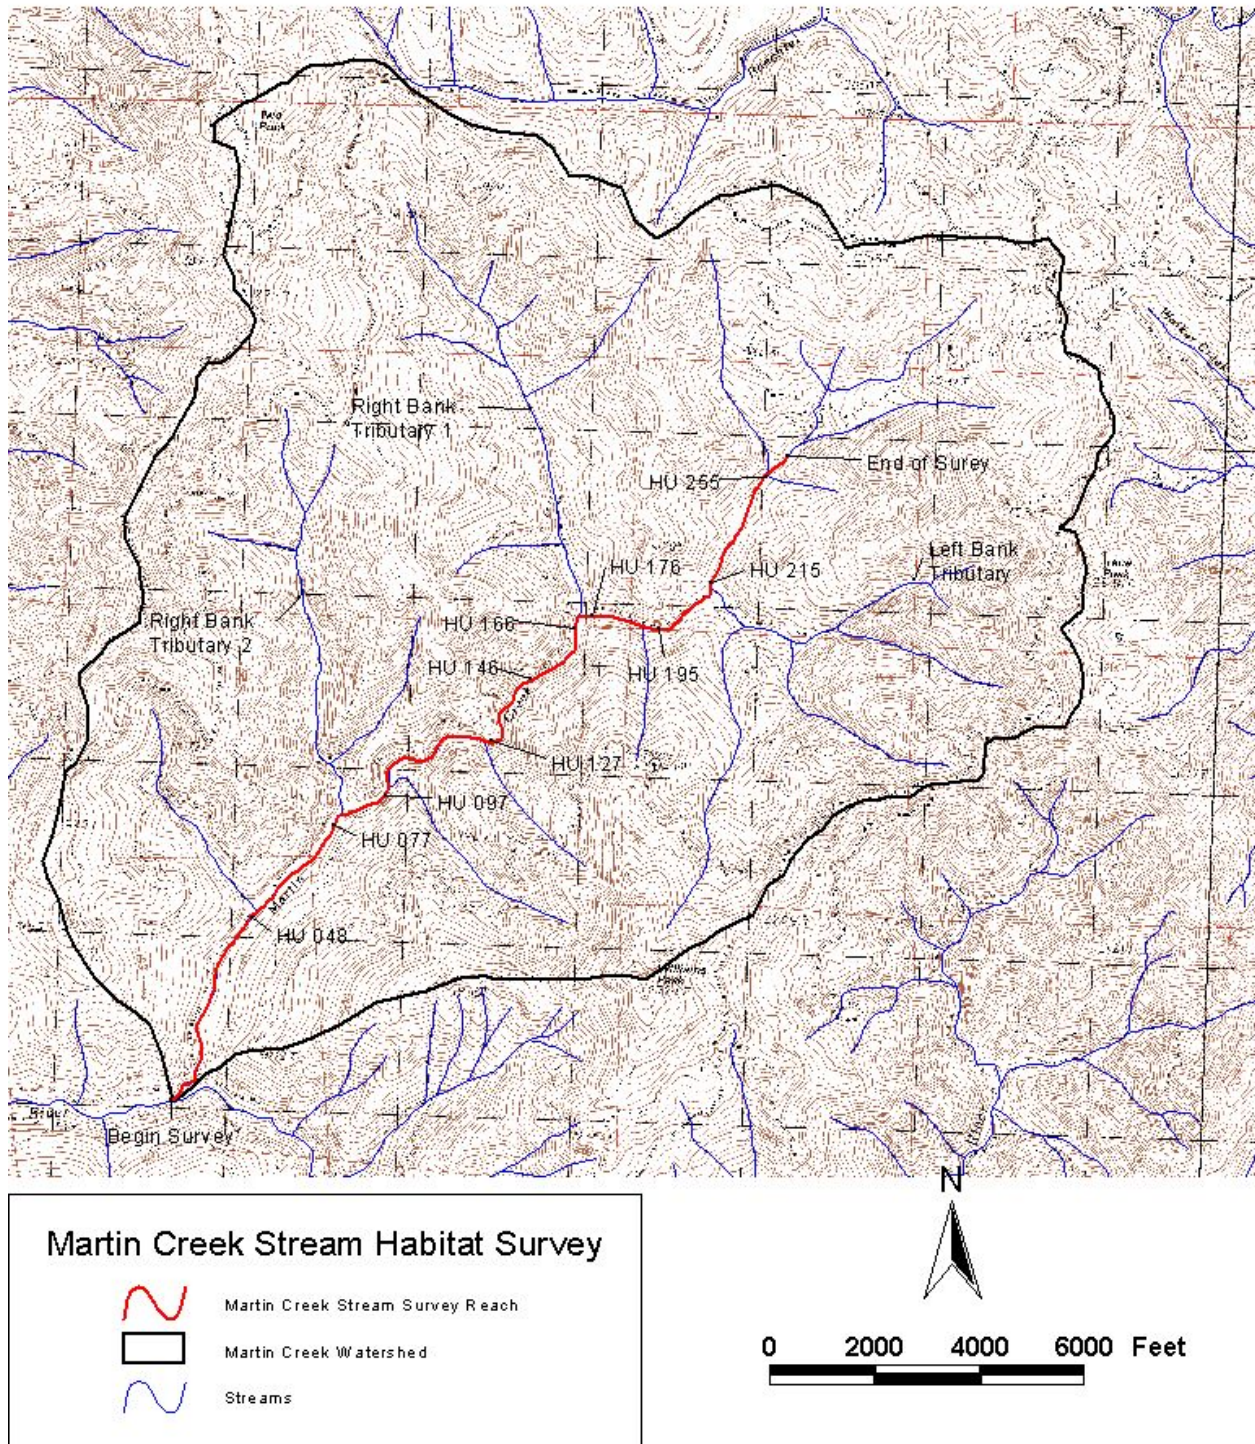 Right Bank
Tributary 1
End of Surey
HU 255
Left Bank
Tributary
HU 176
HU 215
Right Bank
Tributary 2
HU 166
HU 146
HU 195
Creek
HU 127
HU 097
HU 077
Martin
HU 048
Begin Survey
N
Martin Creek Stream Habitat Survey
Martin Creek Stream Survey Reach
Martin Creek Watershed
Streams
0 2000 4000 6000 Feet